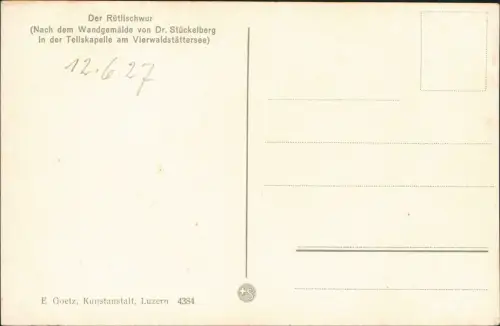 Der Rütlischwur
(Nach dem Wandgemälde von Dr. Stückelberg
in der Tellskapelle am Vierwaldstättersee)
12.6 27
E. Goetz, Kunstanstalt, Luzern 4384